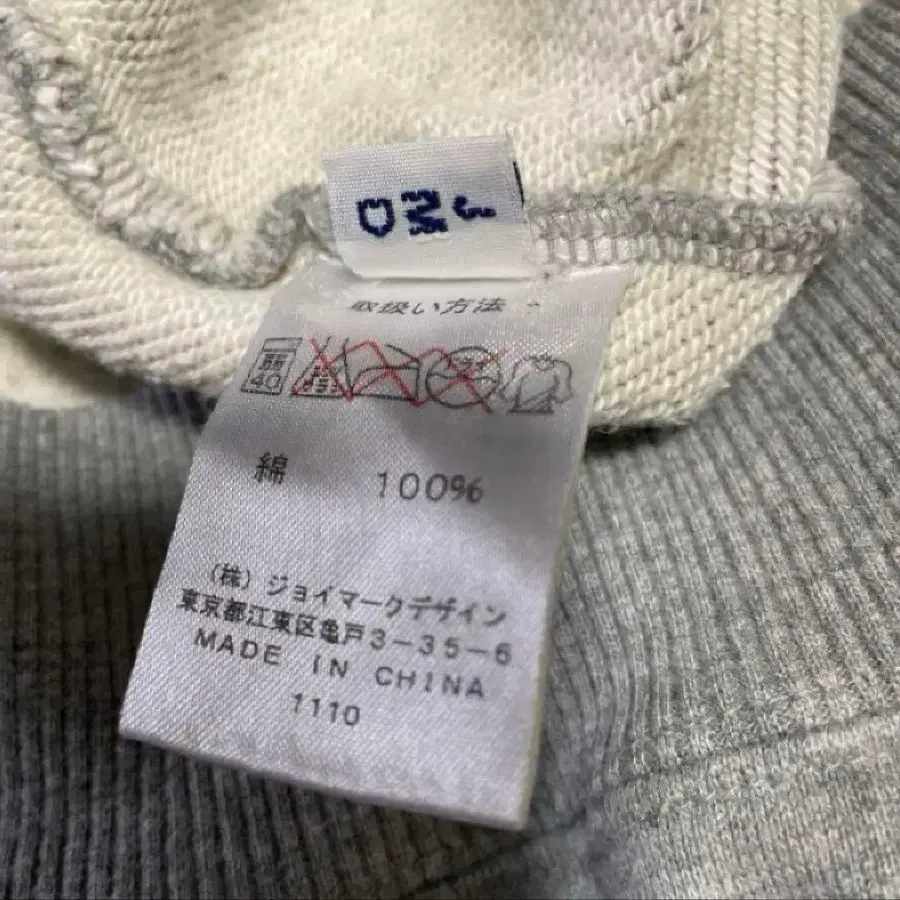 取扱い方法
40
綿 100%
(株)ジョイマークデザイン
東京都江東区亀戸3-35-6
MADE IN CHINA
1110